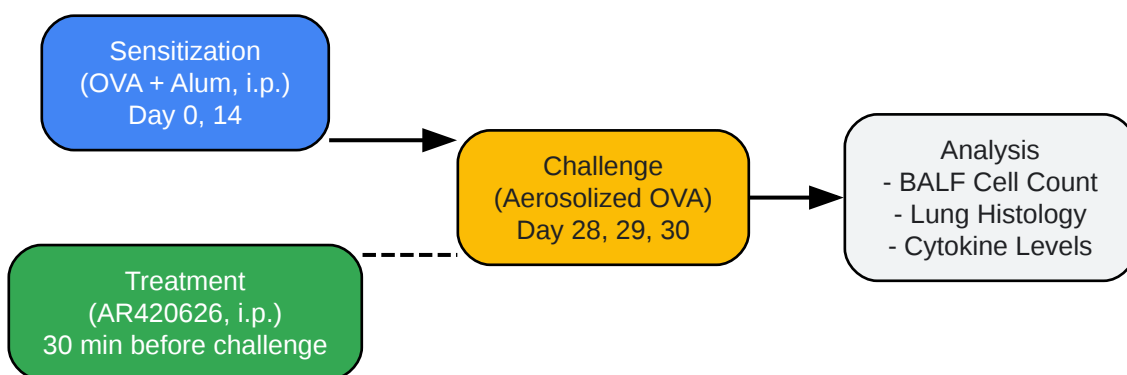 Sensitization
(OVA + Alum, i.p.)
Day 0, 14
Challenge
(Aerosolized OVA)
Day 28, 29, 30
Analysis
- BALF Cell Count
- Lung Histology
- Cytokine Levels
Treatment
(AR420626, i.p.)
30 min before challenge